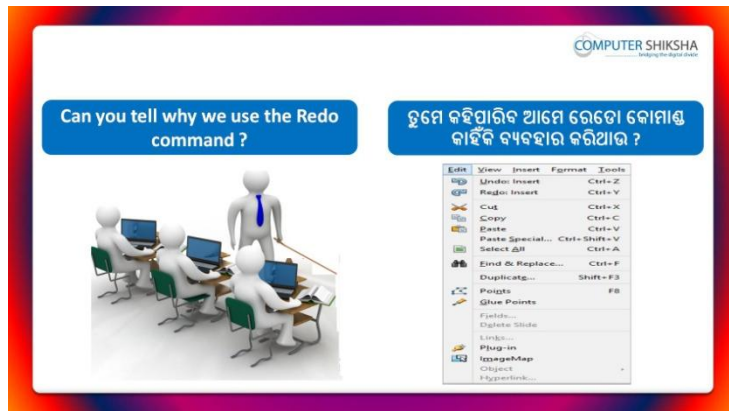 COMPUTER SHIKSHA
bridging the digital divide
Can you tell why we use the Redo
command ?
ତୁମେ କହିପାରିବ ଆମେ ରେଡୋ କୋମାଣ୍ଡ
କାହିଁକି ବ୍ୟବହାର କରିଥାଉ ?
Edit View Insert Format Tools
Undo: Insert Ctrl+Z
Redo: Insert Ctrl+Y
Cut Ctrl+X
Copy Ctrl+C
Paste Ctrl+V
Paste Special... Ctrl+Shift+V
Select All Ctrl+A
Find & Replace... Ctrl+F
Duplicate... Shift+F3
Points F8
Glue Points
Fields...
Delete Slide
Links...
Plug-in
ImageMap
Object
Hyperlink...